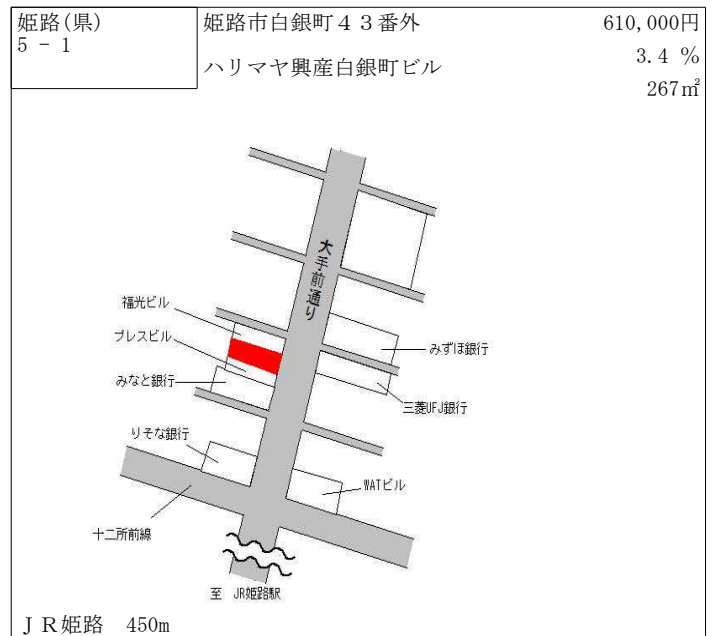 姫路(県)
5 - 1
姫路市白銀町４３番外
ハリマヤ興産白銀町ビル
610,000円
3.4 %
267㎡
大手前通り
福光ビル
プレスビル
みなと銀行
みずほ銀行
三菱UFJ銀行
りそな銀行
WATビル
十二所前線
至 JR姫路駅
ＪＲ姫路 450m